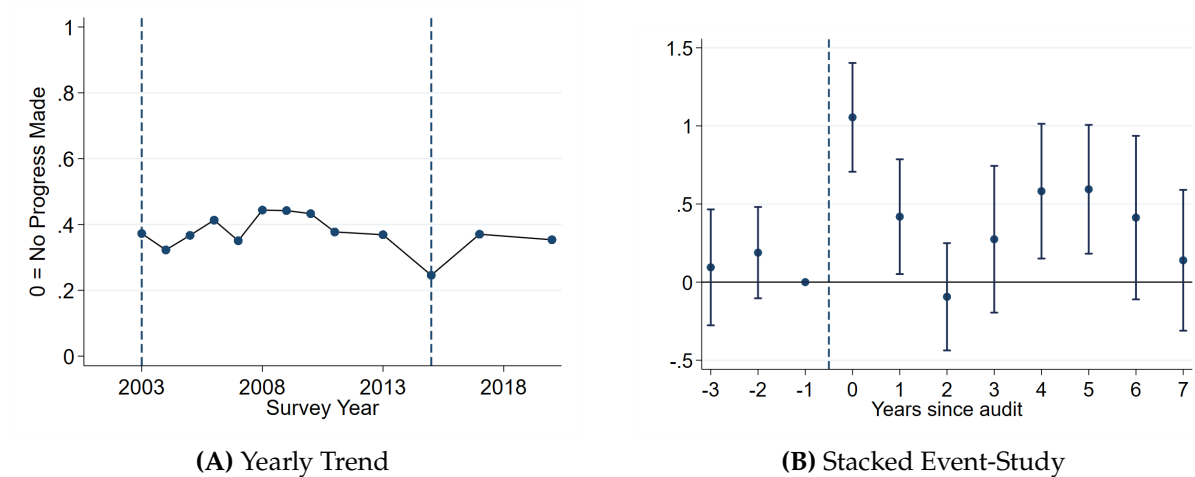 1
.8
.6
.4
.2
0
0 = No Progress Made
2003 2008 2013 2018
Survey Year
(A) Yearly Trend
1.5
1
.5
0
-.5
-3 -2 -1 0 1 2 3 4 5 6 7
Years since audit
(B) Stacked Event-Study